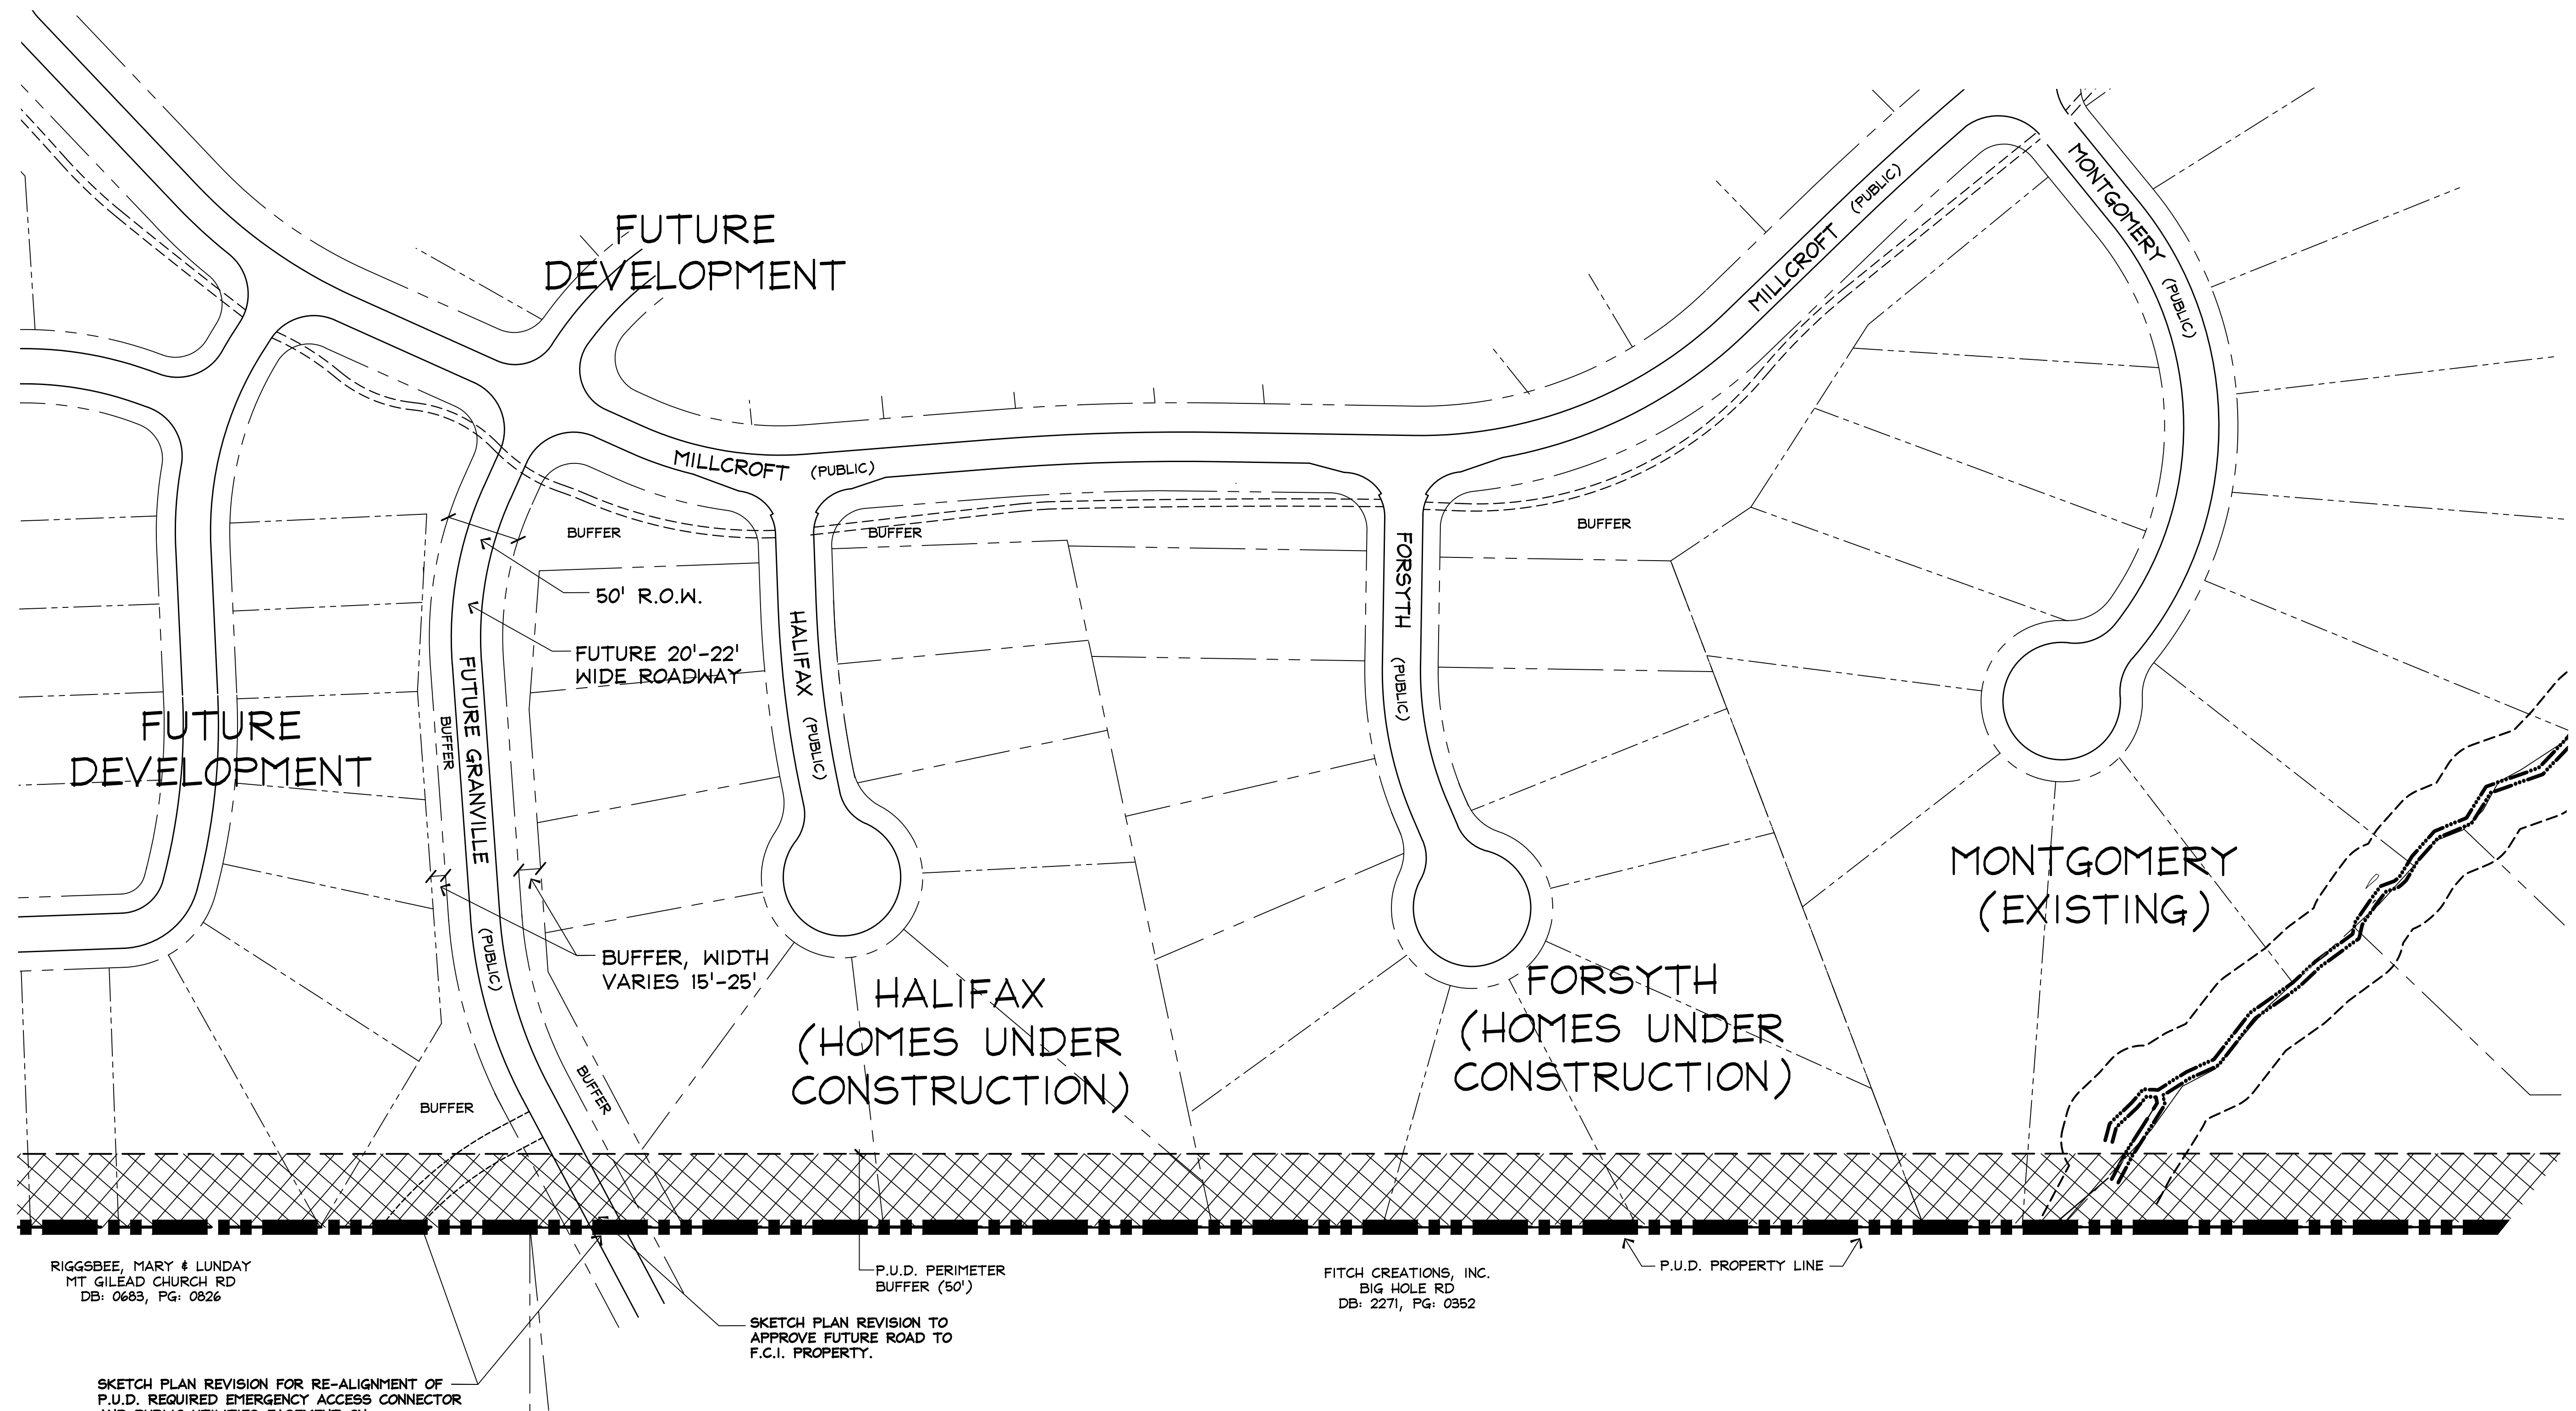 FUTURE
DEVELOPMENT
MILLCROFT (PUBLIC)
MONTGOMERY (PUBLIC)
MILLCROFT (PUBLIC)
BUFFER
BUFFER
BUFFER
50' R.O.W.
FUTURE 20'-22'
WIDE ROADWAY
HALIFAX (PUBLIC)
FORSYTH (PUBLIC)
FUTURE GRANVILLE (PUBLIC)
BUFFER
FUTURE
DEVELOPMENT
BUFFER, WIDTH
VARIES 15'-25'
HALIFAX
(HOMES UNDER
CONSTRUCTION)
FORSYTH
(HOMES UNDER
CONSTRUCTION)
MONTGOMERY
(EXISTING)
BUFFER
BUFFER
RIGGSBEE, MARY & LUNDAY
MT GILEAD CHURCH RD
DB: 0683, PG: 0826
P.U.D. PERIMETER
BUFFER (50')
FITCH CREATIONS, INC.
BIG HOLE RD
DB: 2271, PG: 0352
P.U.D. PROPERTY LINE
SKETCH PLAN REVISION TO
APPROVE FUTURE ROAD TO
F.C.I. PROPERTY.
SKETCH PLAN REVISION FOR RE-ALIGNMENT OF
P.U.D. REQUIRED EMERGENCY ACCESS CONNECTOR